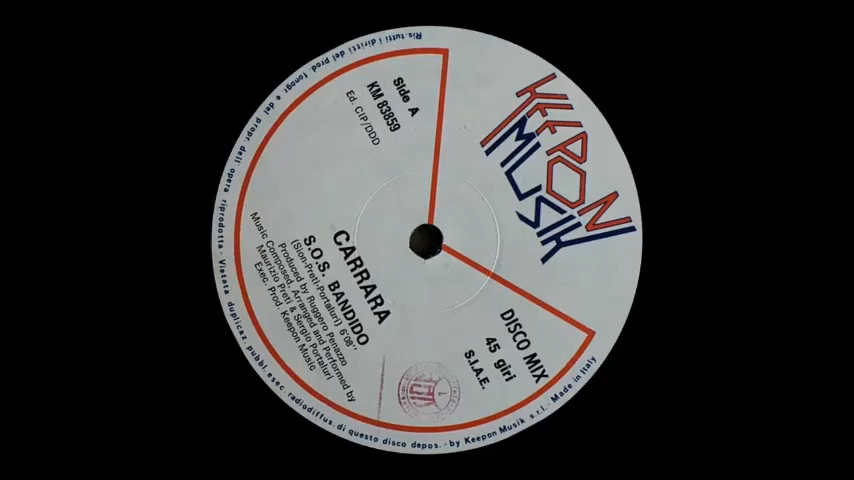 KEEPON
MUSIK
Side A
KM 83859
Ed. CIP/DDD
DISCO MIX
45 giri
S.I.A.E.
CARRARA
S.O.S. BANDIDO
(Sion-Preti-Portaluri) 6'08''
Produced by Ruggero Penazzo
Music Composed, Arranged and Performed by
Maurizio Preti & Sergio Portaluri
Exec. Prod. Keepon Music
1
Ris. tutti i diritti del prod. fonogr. e del propr. dell'opera riprodotta - Vietata duplicaz. pubbl. esec. radiodiffus. di questo disco depos. - by Keepon Musik s.r.l. - Made in Italy